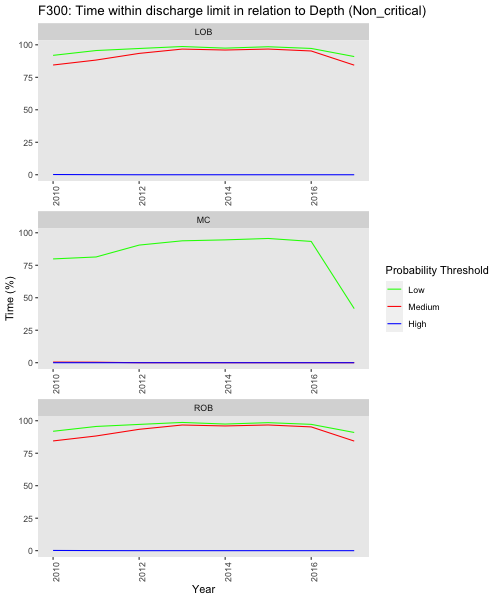 F300: Time within discharge limit in relation to Depth (Non_critical)
LOB
100
75
50
25
0
2010
2012
2014
2016
MC
100
75
50
25
0
2010
2012
2014
2016
ROB
100
75
50
25
0
2010
2012
2014
2016
Time (%)
Year
Probability Threshold
Low
Medium
High